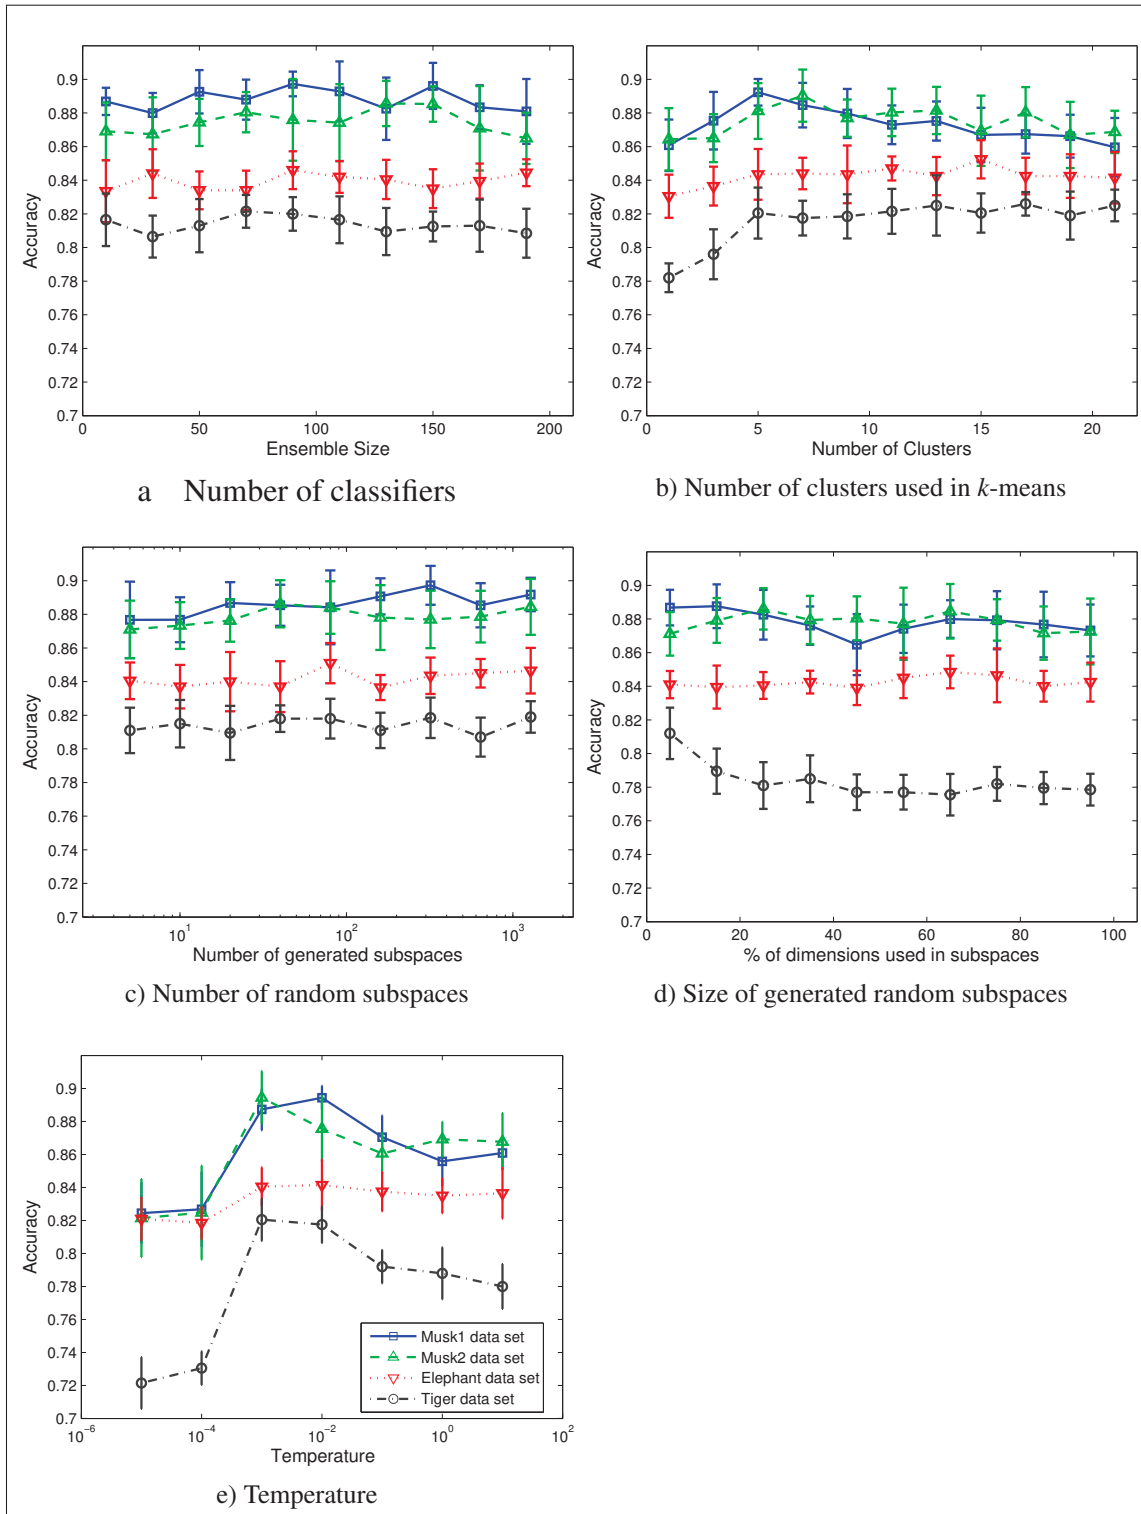 0.9
0.88
0.86
0.84
0.82
0.8
0.78
0.76
0.74
0.72
0.7
Accuracy
0 50 100 150 200
Ensemble Size
a Number of classifiers
0.9
0.88
0.86
0.84
0.82
0.8
0.78
0.76
0.74
0.72
0.7
Accuracy
0 5 10 15 20
Number of Clusters
b) Number of clusters used in k-means
0.9
0.88
0.86
0.84
0.82
0.8
0.78
0.76
0.74
0.72
0.7
Accuracy
10^1 10^2 10^3
Number of generated subspaces
c) Number of random subspaces
0.9
0.88
0.86
0.84
0.82
0.8
0.78
0.76
0.74
0.72
0.7
Accuracy
0 20 40 60 80 100
% of dimensions used in subspaces
d) Size of generated random subspaces
0.9
0.88
0.86
0.84
0.82
0.8
0.78
0.76
0.74
0.72
0.7
Accuracy
Musk1 data set
Musk2 data set
Elephant data set
Tiger data set
10^-6 10^-4 10^-2 10^0 10^2
Temperature
e) Temperature